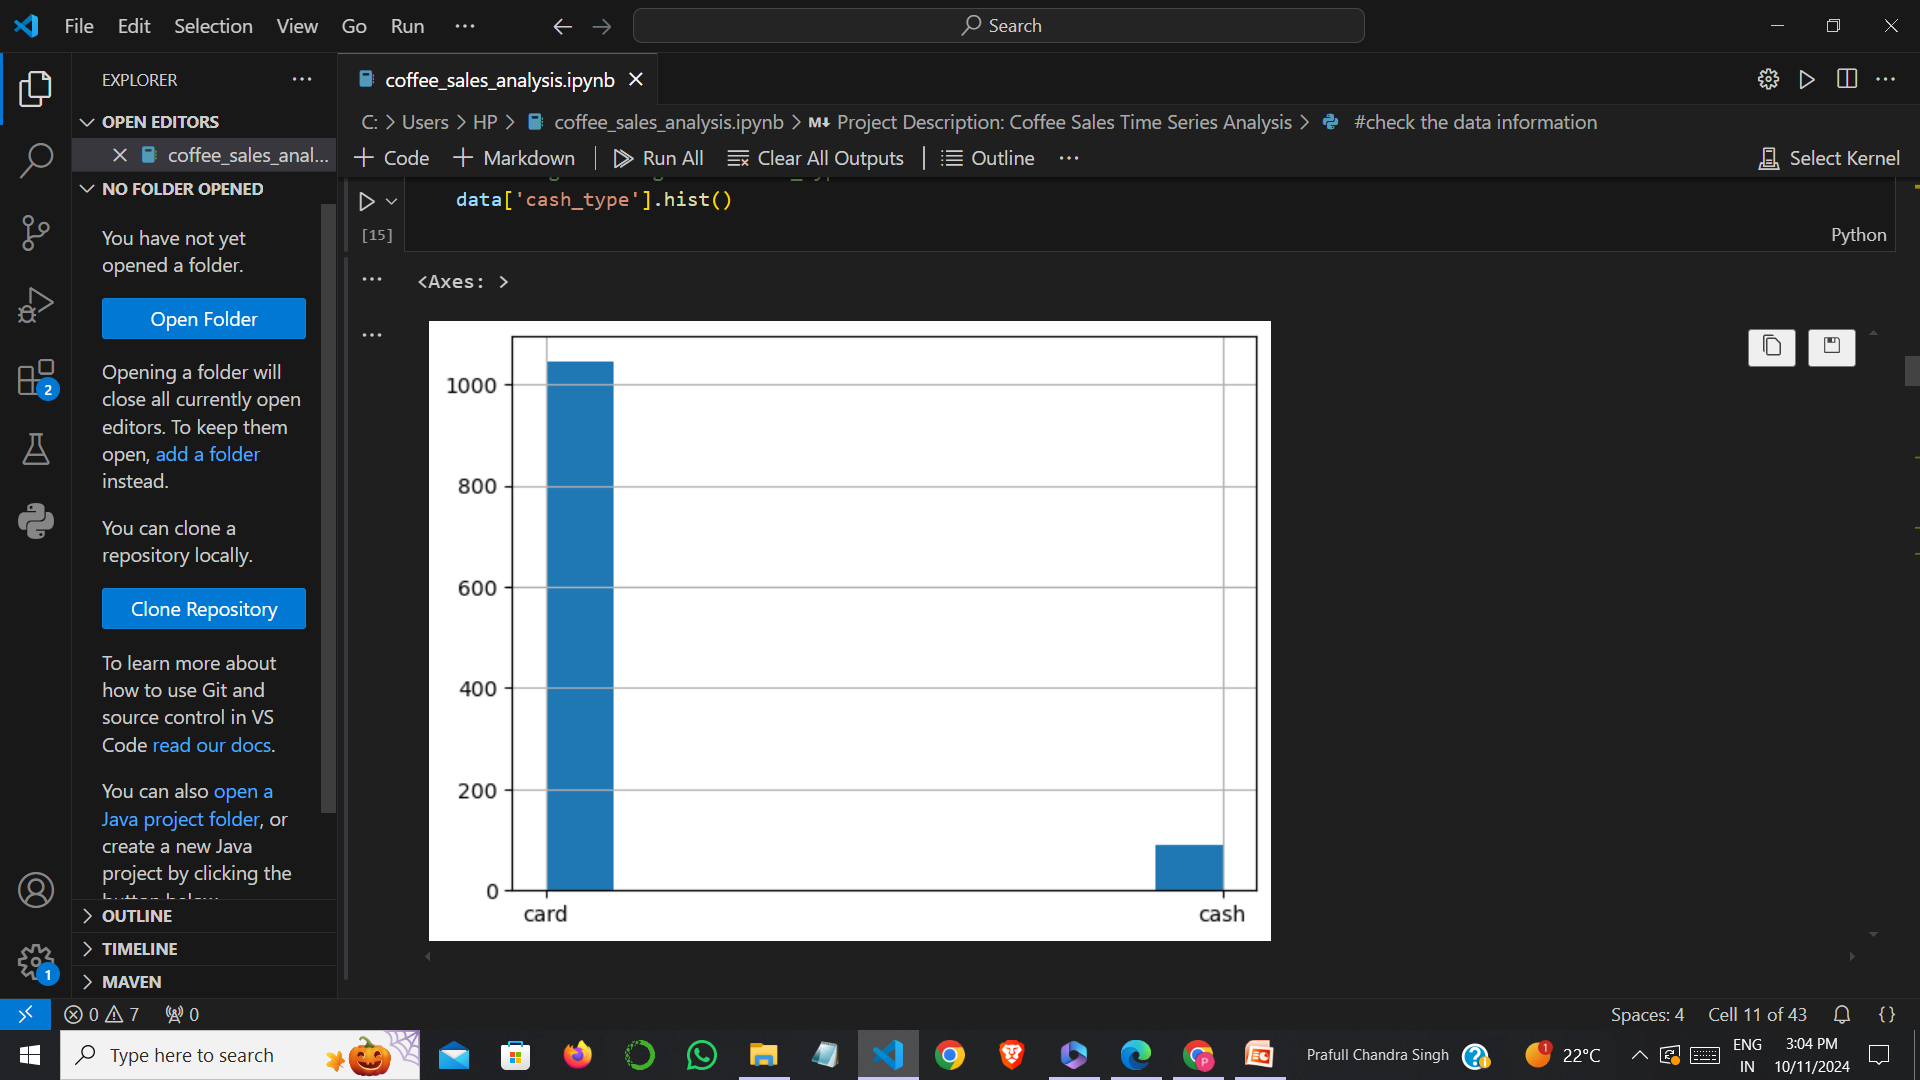 File Edit Selection View Go Run ···
Search
EXPLORER
OPEN EDITORS
coffee_sales_anal...
NO FOLDER OPENED
You have not yet
opened a folder.
Open Folder
Opening a folder will
close all currently open
editors. To keep them
open, add a folder
instead.
You can clone a
repository locally.
Clone Repository
To learn more about
how to use Git and
source control in VS
Code read our docs.
You can also open a
Java project folder, or
create a new Java
project by clicking the
OUTLINE
TIMELINE
MAVEN
2
1
coffee_sales_analysis.ipynb
C: > Users > HP > coffee_sales_analysis.ipynb > M↓ Project Description: Coffee Sales Time Series Analysis > #check the data information
+ Code + Markdown | Run All Clear All Outputs | Outline ···
Select Kernel
data['cash_type'].hist()
[15]
Python
<Axes: >
1000
800
600
400
200
0
card cash
0 7 0
Spaces: 4 Cell 11 of 43 {}
Type here to search
Prafull Chandra Singh
1
22°C
ENG
IN
3:04 PM
10/11/2024